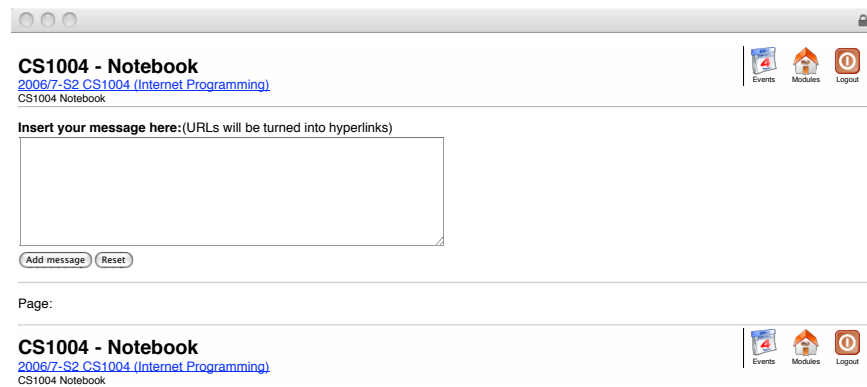 CS1004 - Notebook
2006/7-S2 CS1004 (Internet Programming)
CS1004 Notebook
4
Events Modules Logout
Insert your message here:(URLs will be turned into hyperlinks)
Add message Reset
Page:
CS1004 - Notebook
2006/7-S2 CS1004 (Internet Programming)
CS1004 Notebook
4
Events Modules Logout